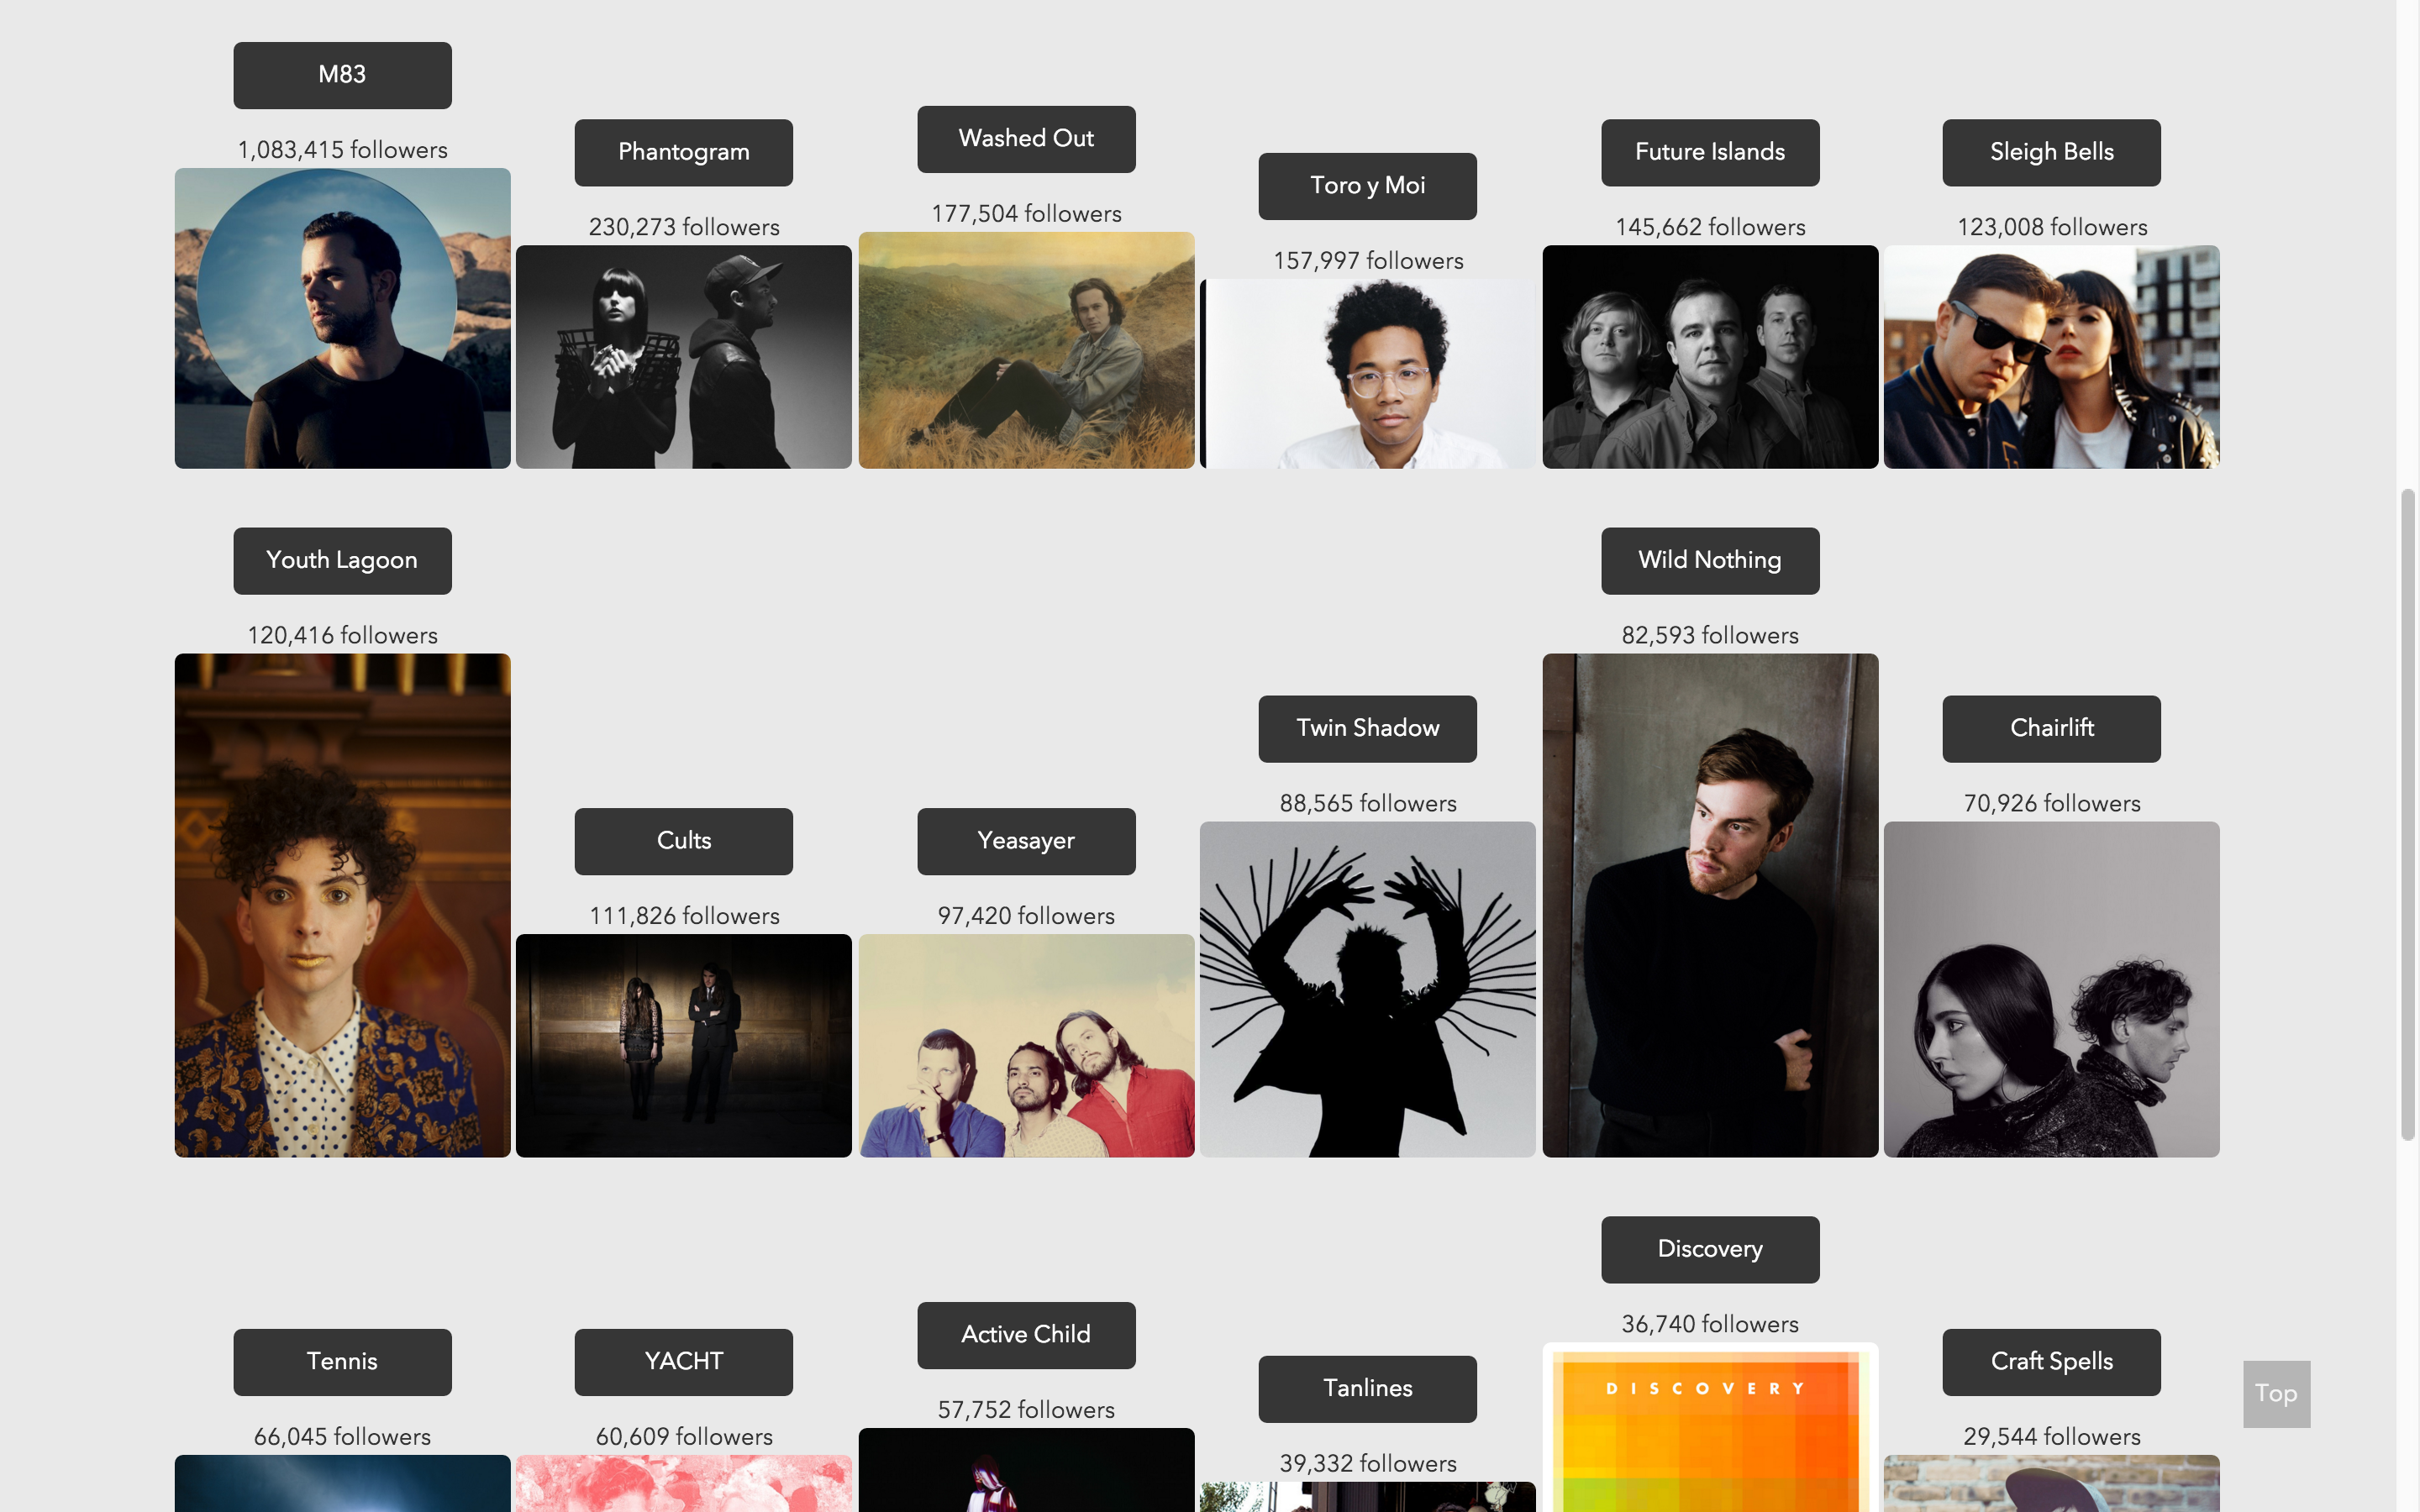 M83
1,083,415 followers
Phantogram
230,273 followers
Washed Out
177,504 followers
Toro y Moi
157,997 followers
Future Islands
145,662 followers
Sleigh Bells
123,008 followers
Youth Lagoon
120,416 followers
Cults
111,826 followers
Yeasayer
97,420 followers
Twin Shadow
88,565 followers
Wild Nothing
82,593 followers
Chairlift
70,926 followers
Tennis
66,045 followers
YACHT
60,609 followers
Active Child
57,752 followers
Tanlines
39,332 followers
Discovery
36,740 followers
DISCOVERY
Craft Spells
29,544 followers
Top